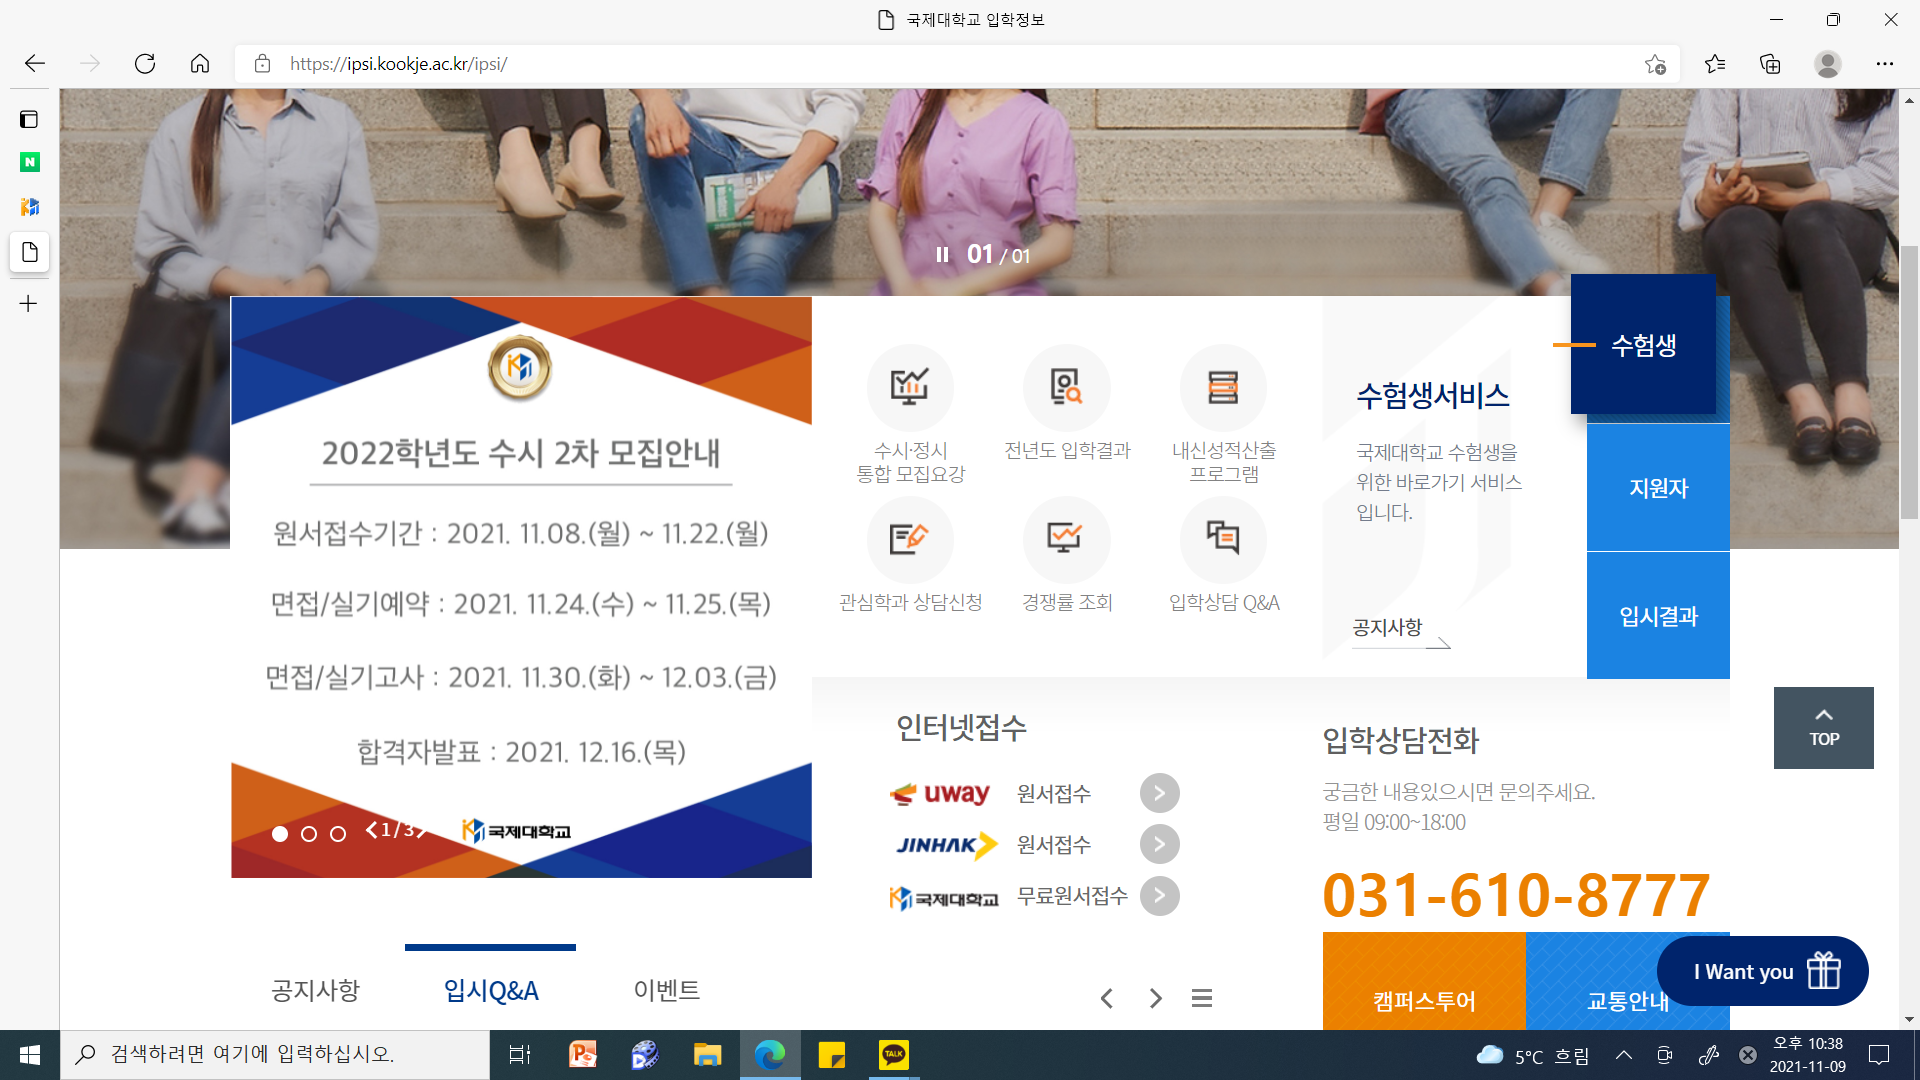 국제대학교 입학정보
https://ipsi.kookje.ac.kr/ipsi/
01 / 01
2022학년도 수시 2차 모집안내
원서접수기간 : 2021. 11.08.(월) ~ 11.22.(월)
면접/실기예약 : 2021. 11.24.(수) ~ 11.25.(목)
면접/실기고사 : 2021. 11.30.(화) ~ 12.03.(금)
합격자발표 : 2021. 12.16.(목)
1 / 3
국제대학교
수시·정시
통합 모집요강
전년도 입학결과
내신성적산출
프로그램
관심학과 상담신청
경쟁률 조회
입학상담 Q&A
수험생서비스
국제대학교 수험생을
위한 바로가기 서비스
입니다.
공지사항
수험생
지원자
입시결과
TOP
인터넷접수
uway 원서접수
JINHAK 원서접수
국제대학교 무료원서접수
입학상담전화
궁금한 내용있으시면 문의주세요.
평일 09:00~18:00
031-610-8777
캠퍼스투어
교통안내
I Want you
공지사항
입시Q&A
이벤트
검색하려면 여기에 입력하십시오.
TALK
5°C 흐림
오후 10:38
2021-11-09